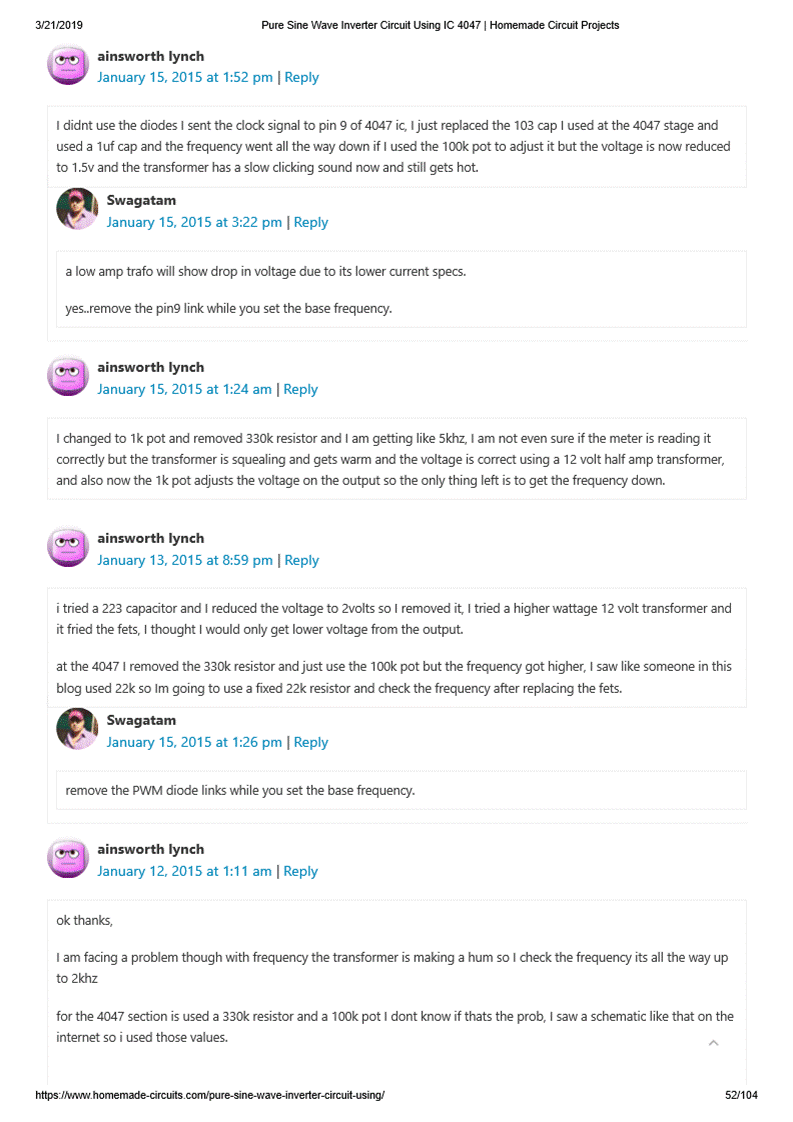 3/21/2019
Pure Sine Wave Inverter Circuit Using IC 4047 | Homemade Circuit Projects
ainsworth lynch
January 15, 2015 at 1:52 pm | Reply
I didnt use the diodes I sent the clock signal to pin 9 of 4047 ic, I just replaced the 103 cap I used at the 4047 stage and
used a 1uf cap and the frequency went all the way down if I used the 100k pot to adjust it but the voltage is now reduced
to 1.5v and the transformer has a slow clicking sound now and still gets hot.
Swagatam
January 15, 2015 at 3:22 pm | Reply
a low amp trafo will show drop in voltage due to its lower current specs.
yes..remove the pin9 link while you set the base frequency.
ainsworth lynch
January 15, 2015 at 1:24 am | Reply
I changed to 1k pot and removed 330k resistor and I am getting like 5khz, I am not even sure if the meter is reading it
correctly but the transformer is squealing and gets warm and the voltage is correct using a 12 volt half amp transformer,
and also now the 1k pot adjusts the voltage on the output so the only thing left is to get the frequency down.
ainsworth lynch
January 13, 2015 at 8:59 pm | Reply
i tried a 223 capacitor and I reduced the voltage to 2volts so I removed it, I tried a higher wattage 12 volt transformer and
it fried the fets, I thought I would only get lower voltage from the output.
at the 4047 I removed the 330k resistor and just use the 100k pot but the frequency got higher, I saw like someone in this
blog used 22k so Im going to use a fixed 22k resistor and check the frequency after replacing the fets.
Swagatam
January 15, 2015 at 1:26 pm | Reply
remove the PWM diode links while you set the base frequency.
ainsworth lynch
January 12, 2015 at 1:11 am | Reply
ok thanks,
I am facing a problem though with frequency the transformer is making a hum so I check the frequency its all the way up
to 2khz
for the 4047 section is used a 330k resistor and a 100k pot I dont know if thats the prob, I saw a schematic like that on the
internet so i used those values.
https://www.homemade-circuits.com/pure-sine-wave-inverter-circuit-using/
52/104